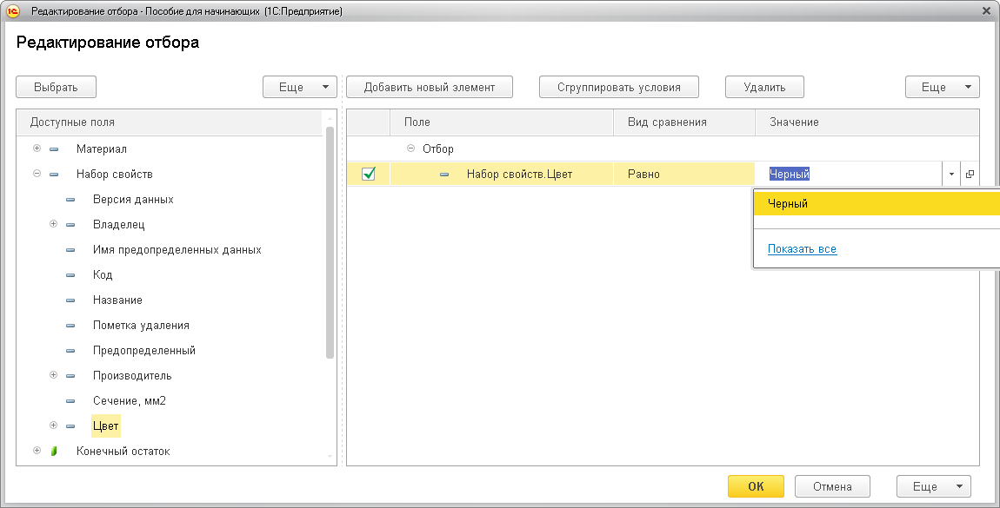 Редактирование отбора - Пособие для начинающих (1С:Предприятие)
Редактирование отбора
Выбрать
Еще
Добавить новый элемент
Сгруппировать условия
Удалить
Еще
Доступные поля
Поле
Вид сравнения
Значение
Материал
Отбор
Набор свойств
Набор свойств.Цвет
Равно
Черный
Версия данных
Черный
Владелец
Имя предопределенных данных
Показать все
Код
Название
Пометка удаления
Предопределенный
Производитель
Сечение, мм2
Цвет
Конечный остаток
ОК
Отмена
Еще